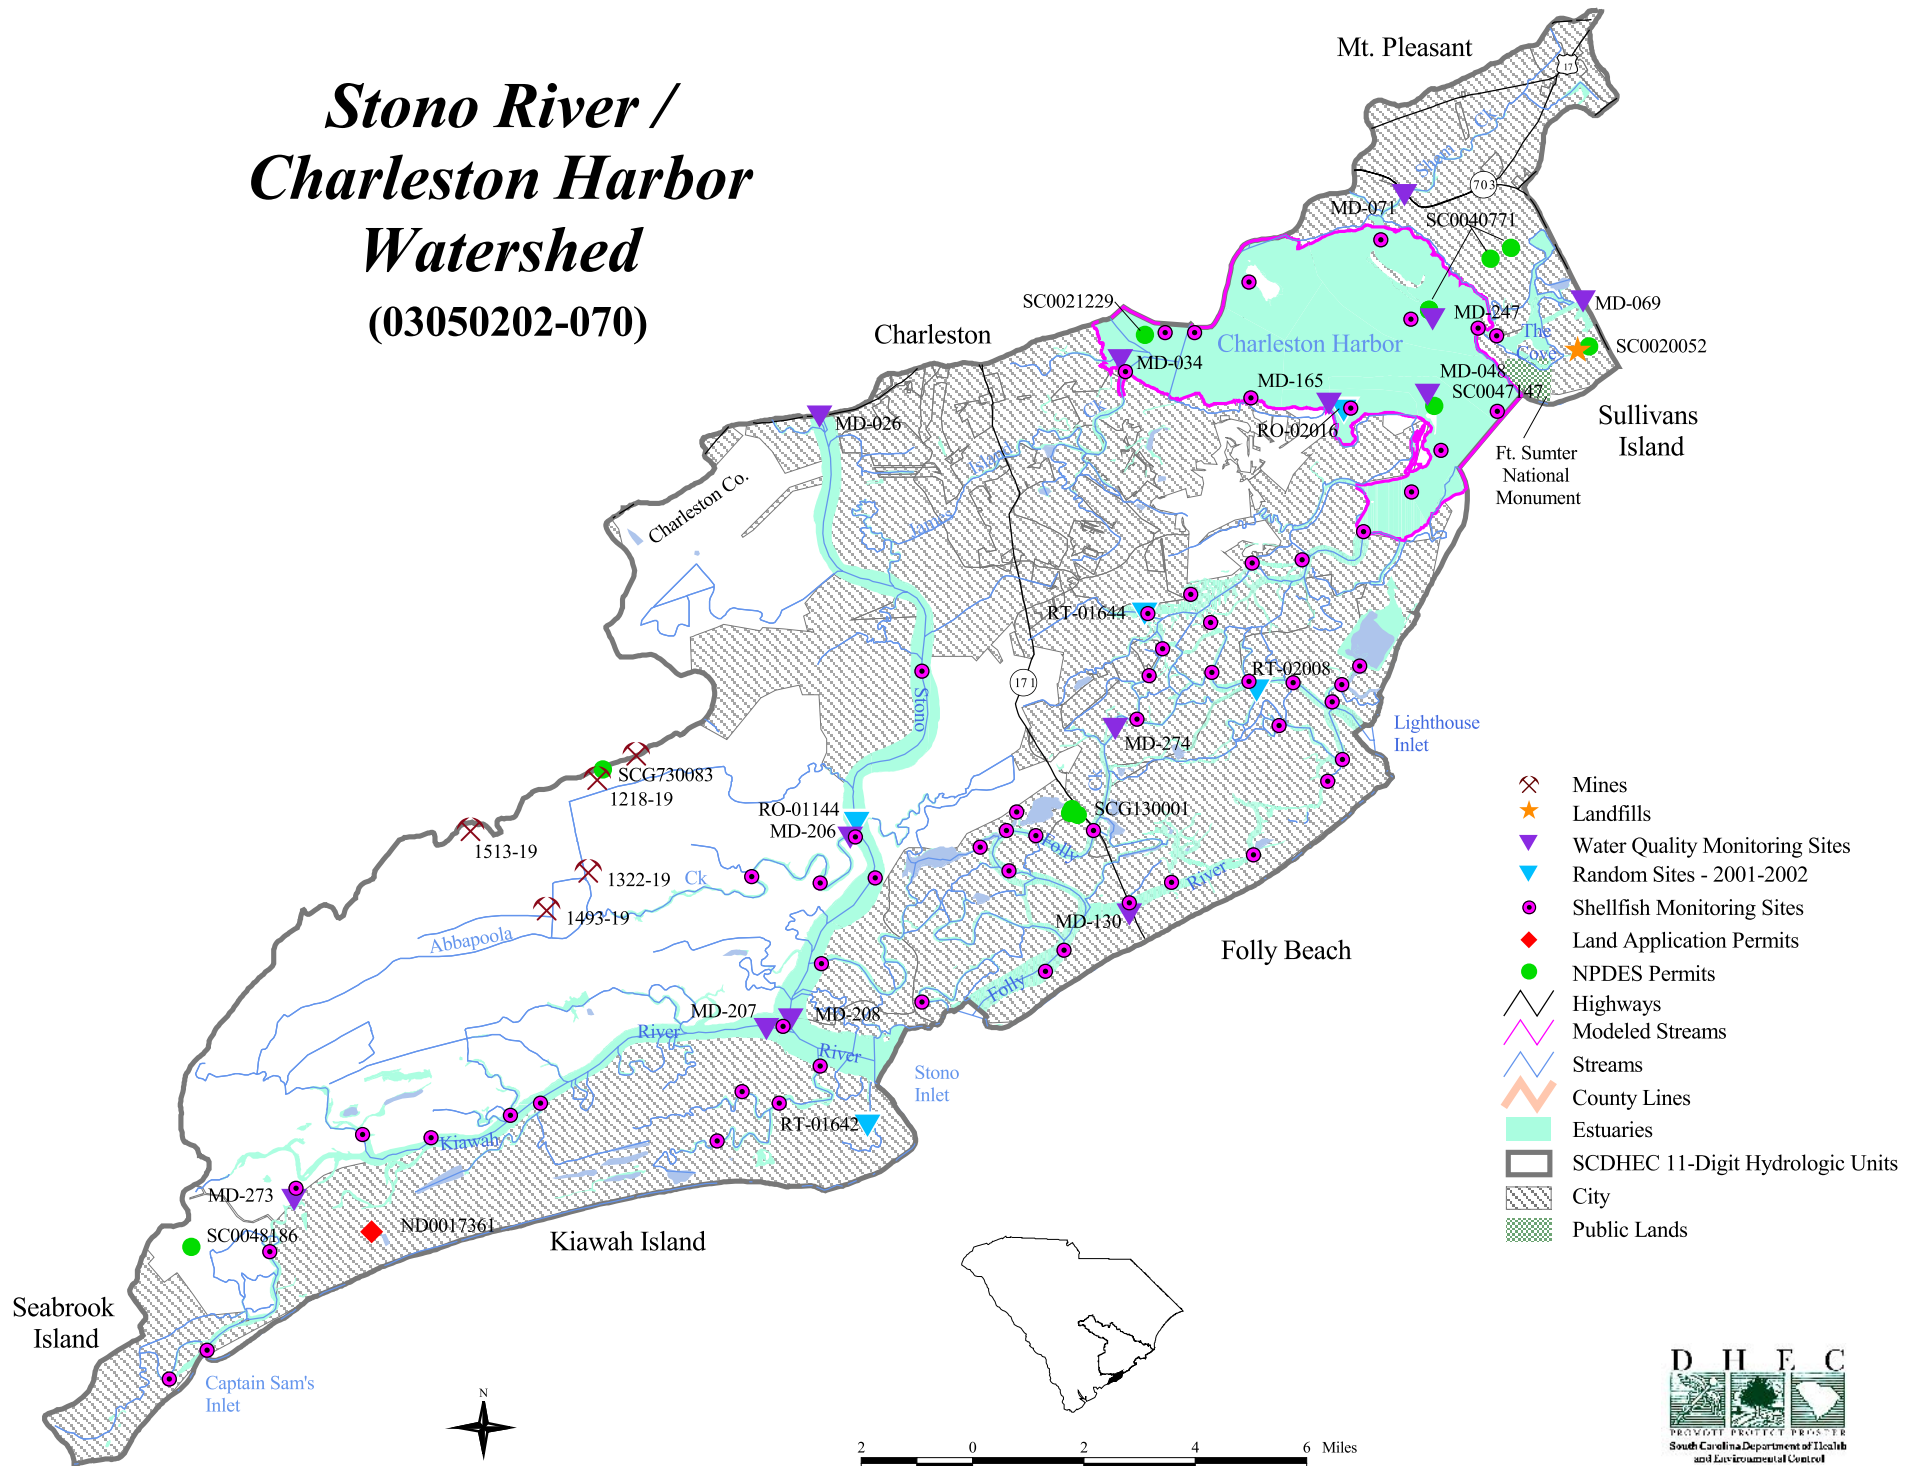 Stono River /
Charleston Harbor
Watershed
(03050202-070)
Mt. Pleasant
17
Shem Ck
703
MD-071
SC0040771
MD-069
SC0021229
MD-247
The
Cove
SC0020052
Charleston
Charleston Harbor
MD-034
MD-048
SC0047147
MD-165
RO-02016
MD-026
Sullivans
Island
Ft. Sumter
National
Monument
Charleston Co.
James Island Ck
RT-01644
RT-02008
171
Stono
Lighthouse
Inlet
MD-274
Ck
SCG730083
1218-19
RO-01144
MD-206
SCG130001
1513-19
Folly
1322-19
Ck
River
1493-19
MD-130
Abbapoola
Folly Beach
Folly
MD-207
MD-208
River
River
Stono
Inlet
RT-01642
Kiawah
MD-273
SC0048186
ND0017361
Kiawah Island
Seabrook
Island
Captain Sam's
Inlet
Mines
Landfills
Water Quality Monitoring Sites
Random Sites - 2001-2002
Shellfish Monitoring Sites
Land Application Permits
NPDES Permits
Highways
Modeled Streams
Streams
County Lines
Estuaries
SCDHEC 11-Digit Hydrologic Units
City
Public Lands
N
2 0 2 4 6 Miles
D H E C
PROMOTE PROTECT PROSPER
South Carolina Department of Health
and Environmental Control